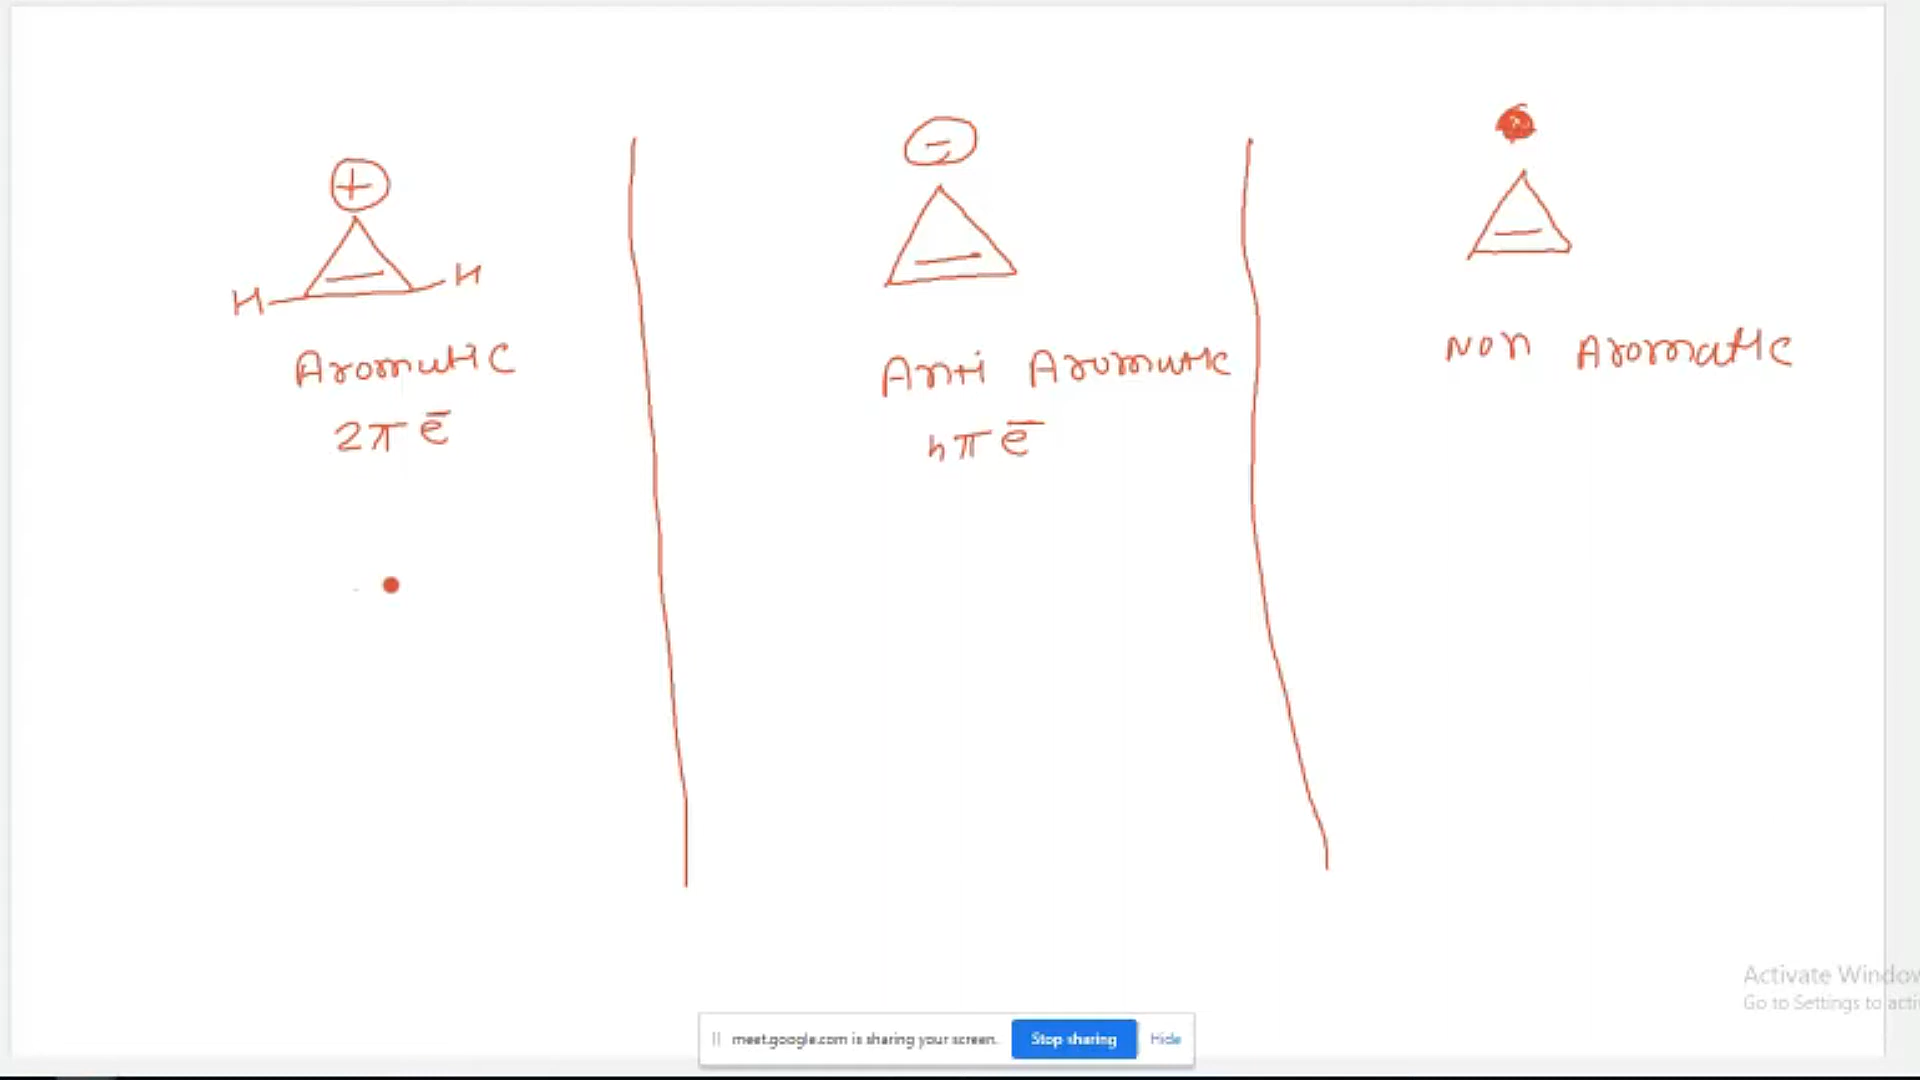 +
-
H
H
Aromatic
Anti Aromatic
Non Aromatic
2π e̅
4π e̅
Activate Window
Go to Settings to acti
meet.google.com is sharing your screen.
Stop sharing
Hide